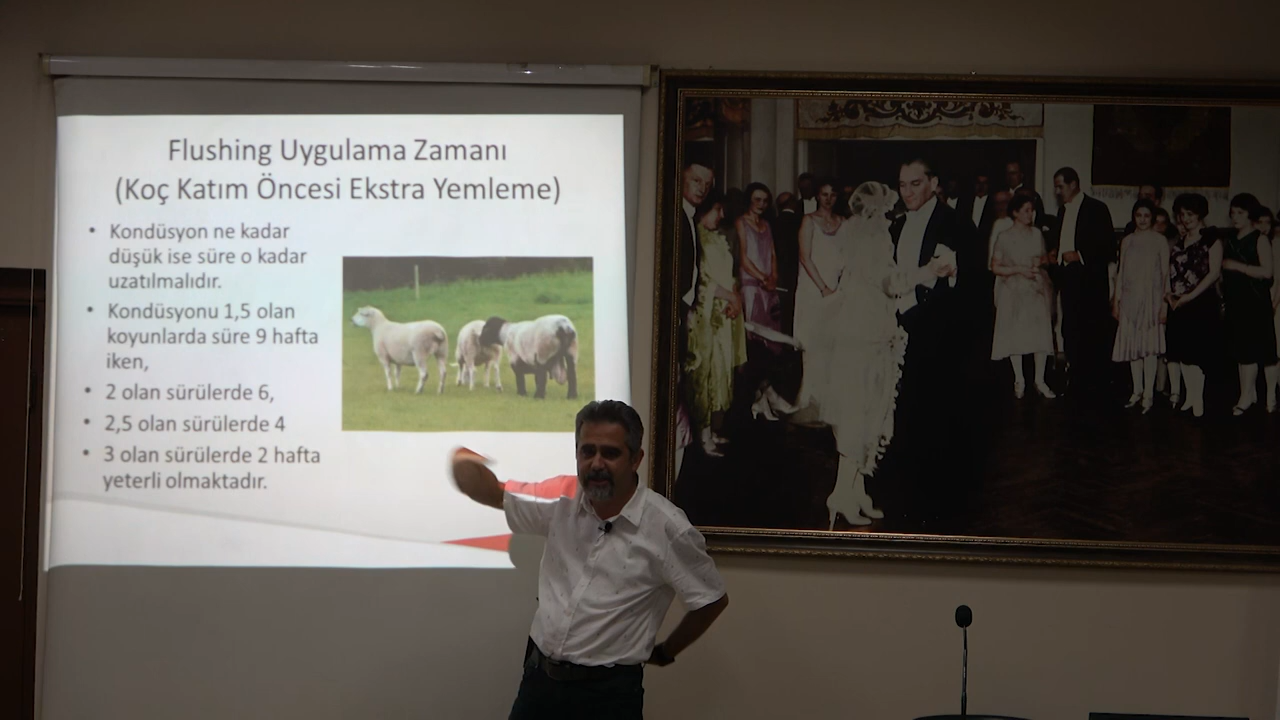 Flushing Uygulama Zamanı
(Koç Katım Öncesi Ekstra Yemleme)
• Kondüsyon ne kadar
düşük ise süre o kadar
uzatılmalıdır.
• Kondüsyonu 1,5 olan
koyunlarda süre 9 hafta
iken,
• 2 olan sürülerde 6,
• 2,5 olan sürülerde 4
• 3 olan sürülerde 2 hafta
yeterli olmaktadır.